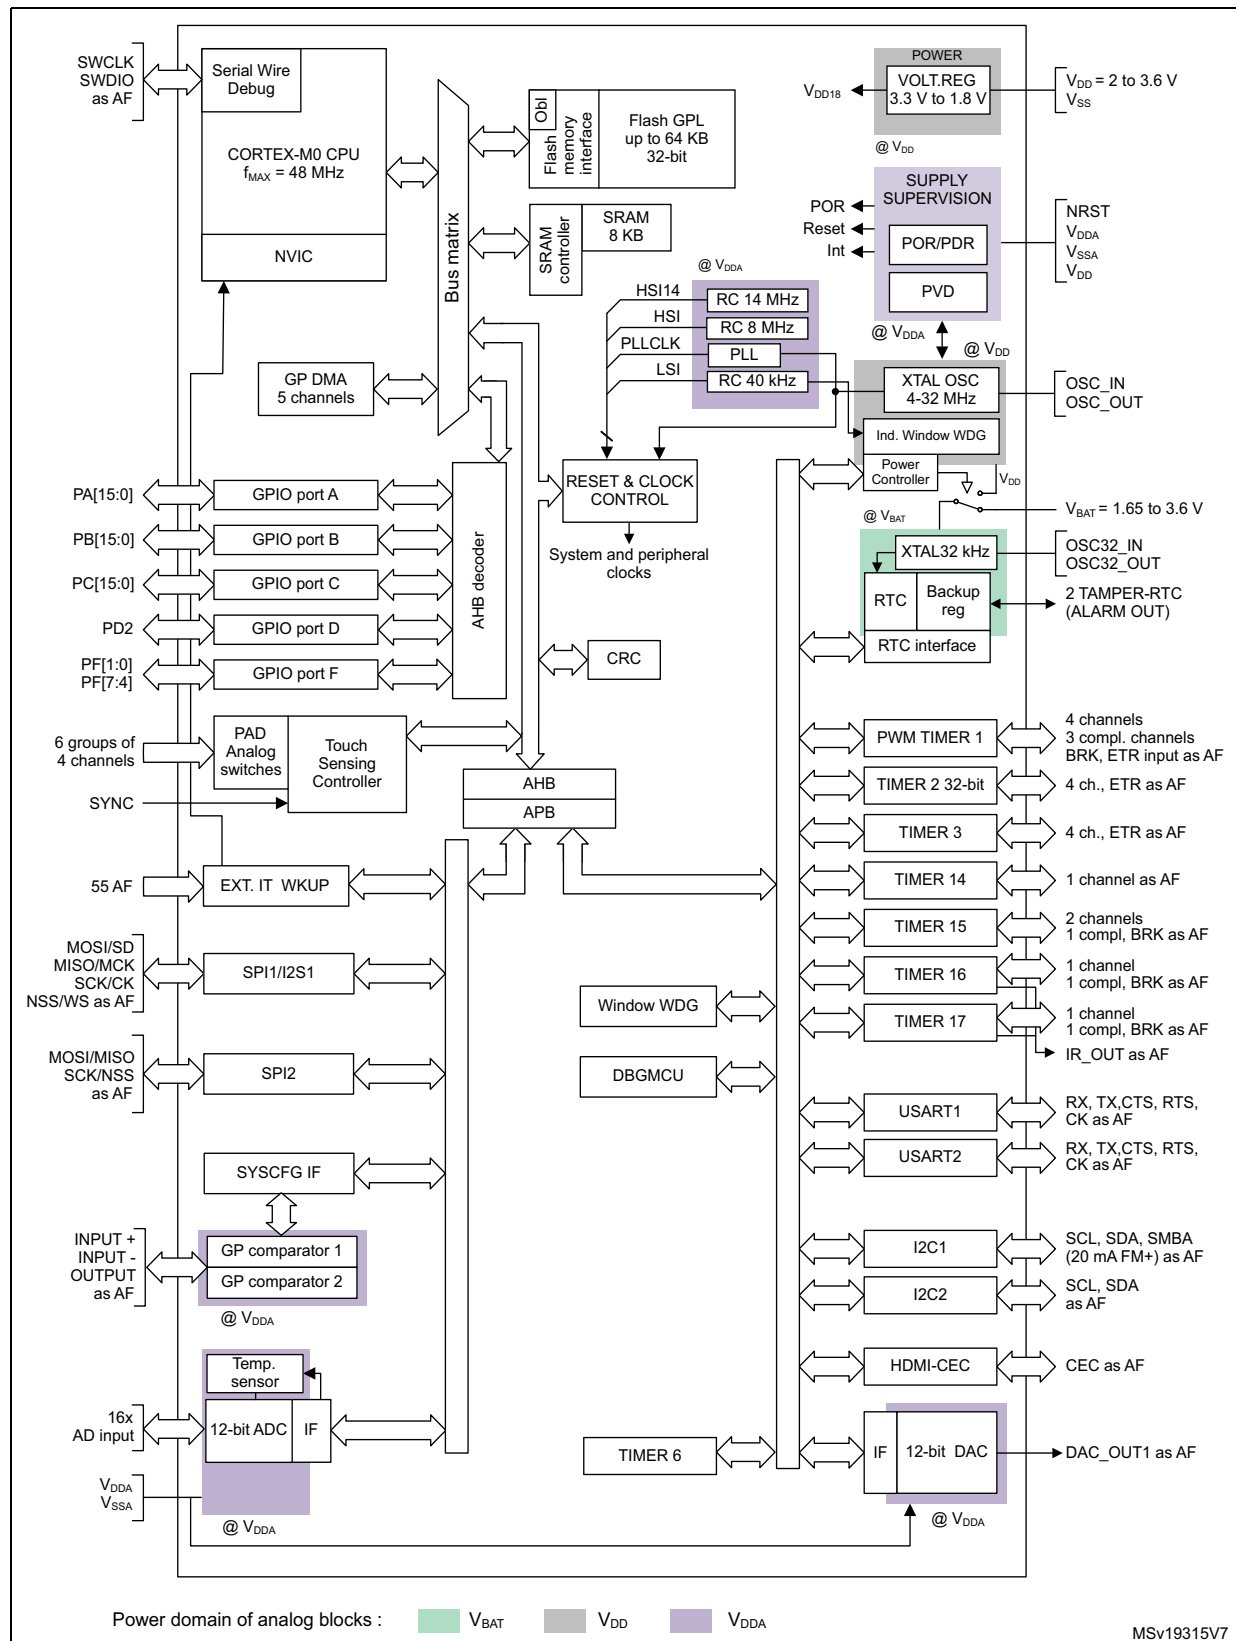 SWCLK
SWDIO
as AF
Serial Wire
Debug
CORTEX-M0 CPU
fMAX = 48 MHz
NVIC
Bus matrix
Obl
Flash
memory
interface
Flash GPL
up to 64 KB
32-bit
SRAM
controller
SRAM
8 KB
POWER
VOLT.REG
3.3 V to 1.8 V
VDD18
VDD = 2 to 3.6 V
VSS
@ VDD
SUPPLY
SUPERVISION
POR
Reset
Int
POR/PDR
PVD
NRST
VDDA
VSSA
VDD
@ VDDA
@ VDDA
@ VDD
HSI14
HSI
PLLCLK
LSI
RC 14 MHz
RC 8 MHz
PLL
RC 40 kHz
GP DMA
5 channels
XTAL OSC
4-32 MHz
OSC_IN
OSC_OUT
Ind. Window WDG
Power
Controller
VDD
VBAT = 1.65 to 3.6 V
@ VBAT
RESET & CLOCK
CONTROL
System and peripheral
clocks
XTAL32 kHz
OSC32_IN
OSC32_OUT
RTC
Backup
reg
2 TAMPER-RTC
(ALARM OUT)
RTC interface
PA[15:0]
GPIO port A
PB[15:0]
GPIO port B
PC[15:0]
GPIO port C
PD2
GPIO port D
PF[1:0]
PF[7:4]
GPIO port F
AHB decoder
CRC
6 groups of
4 channels
PAD
Analog
switches
Touch
Sensing
Controller
SYNC
AHB
APB
PWM TIMER 1
4 channels
3 compl. channels
BRK, ETR input as AF
TIMER 2 32-bit
4 ch., ETR as AF
TIMER 3
4 ch., ETR as AF
55 AF
EXT. IT WKUP
TIMER 14
1 channel as AF
TIMER 15
2 channels
1 compl, BRK as AF
MOSI/SD
MISO/MCK
SCK/CK
NSS/WS as AF
SPI1/I2S1
TIMER 16
1 channel
1 compl, BRK as AF
Window WDG
TIMER 17
1 channel
1 compl, BRK as AF
IR_OUT as AF
MOSI/MISO
SCK/NSS
as AF
SPI2
DBGMCU
USART1
RX, TX,CTS, RTS,
CK as AF
USART2
RX, TX,CTS, RTS,
CK as AF
SYSCFG IF
INPUT +
INPUT -
OUTPUT
as AF
GP comparator 1
GP comparator 2
@ VDDA
I2C1
SCL, SDA, SMBA
(20 mA FM+) as AF
I2C2
SCL, SDA
as AF
Temp.
sensor
HDMI-CEC
CEC as AF
16x
AD input
12-bit ADC
IF
TIMER 6
IF
12-bit DAC
DAC_OUT1 as AF
VDDA
VSSA
@ VDDA
@ VDDA
Power domain of analog blocks :
VBAT
VDD
VDDA
MSv19315V7